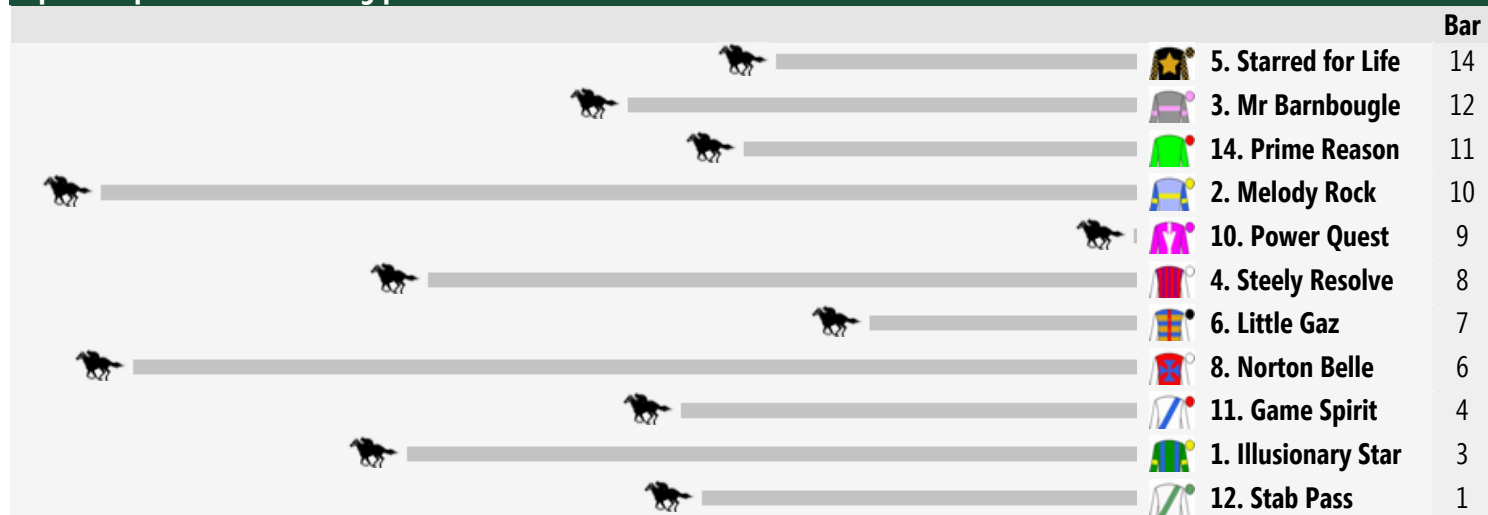 Bar
5. Starred for Life 14
3. Mr Barnbougle 12
14. Prime Reason 11
2. Melody Rock 10
10. Power Quest 9
4. Steely Resolve 8
6. Little Gaz 7
8. Norton Belle 6
11. Game Spirit 4
1. Illusionary Star 3
12. Stab Pass 1